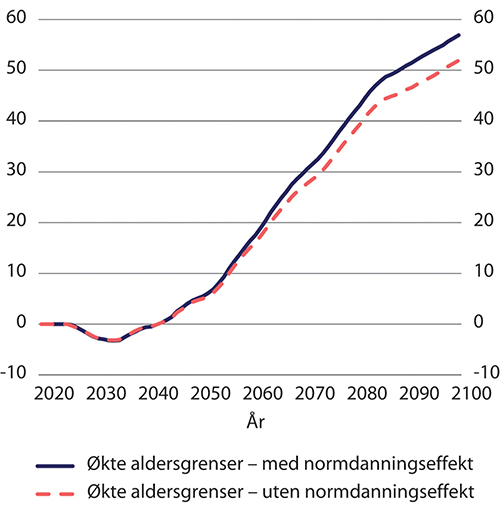 60 60
50 50
40 40
30 30
20 20
10 10
0 0
-10 -10
2020 2030 2040 2050 2060 2070 2080 2090 2100
År
Økte aldersgrenser – med normdanningseffekt
Økte aldersgrenser – uten normdanningseffekt